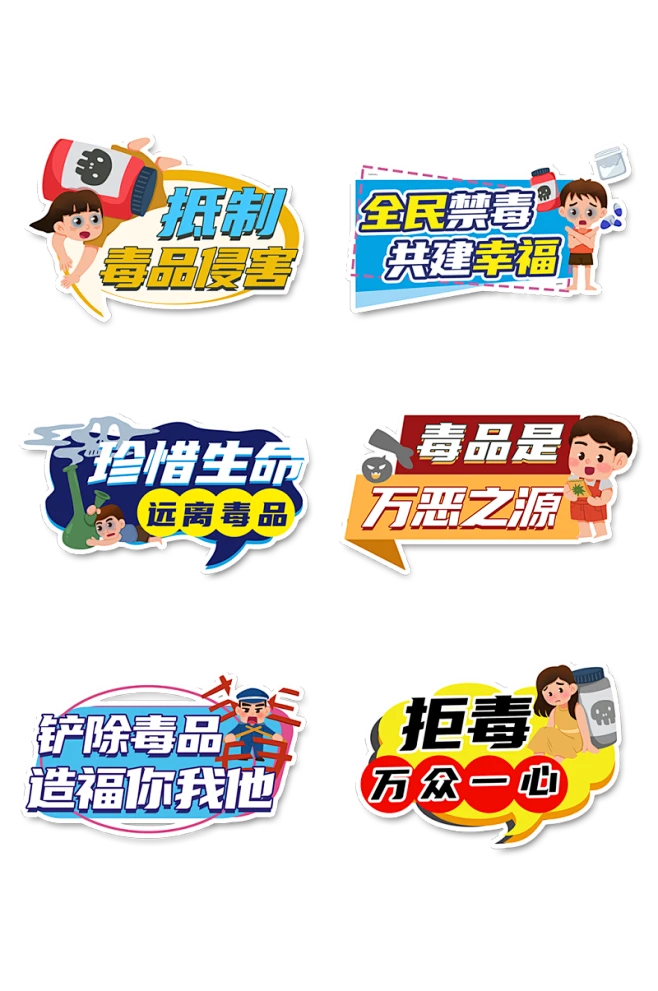 抵制
毒品侵害
全民禁毒
共建幸福
珍惜生命
远离毒品
毒品是
万恶之源
铲除毒品
造福你我他
拒毒
万众一心